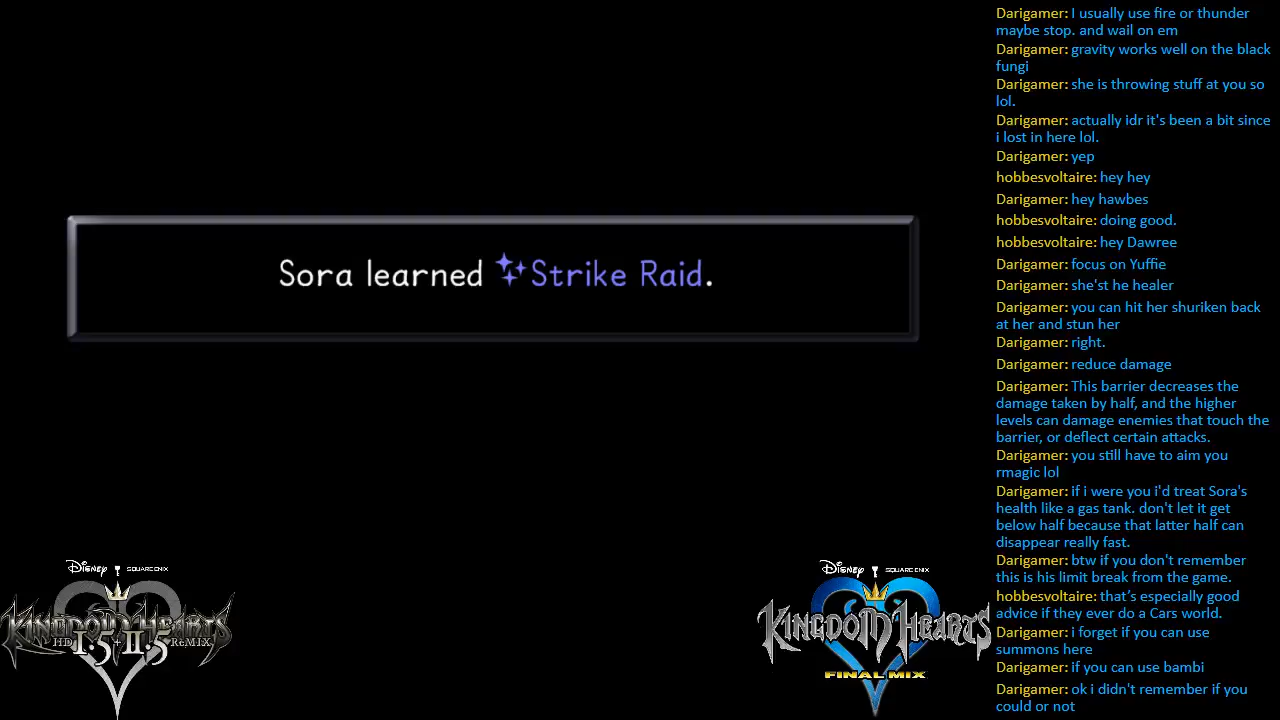 Sora learned Strike Raid.
DISNEY SQUARE ENIX
KINGDOM HEARTS
HD 1.5+II.5 ReMIX
DISNEY SQUARE ENIX
KINGDOM HEARTS
FINAL MIX
Darigamer: I usually use fire or thunder
maybe stop. and wail on em
Darigamer: gravity works well on the black
fungi
Darigamer: she is throwing stuff at you so
lol.
Darigamer: actually idr it's been a bit since
i lost in here lol.
Darigamer: yep
hobbesvoltaire: hey hey
Darigamer: hey hawbes
hobbesvoltaire: doing good.
hobbesvoltaire: hey Dawree
Darigamer: focus on Yuffie
Darigamer: she'st he healer
Darigamer: you can hit her shuriken back
at her and stun her
Darigamer: right.
Darigamer: reduce damage
Darigamer: This barrier decreases the
damage taken by half, and the higher
levels can damage enemies that touch the
barrier, or deflect certain attacks.
Darigamer: you still have to aim you
rmagic lol
Darigamer: if i were you i'd treat Sora's
health like a gas tank. don't let it get
below half because that latter half can
disappear really fast.
Darigamer: btw if you don't remember
this is his limit break from the game.
hobbesvoltaire: that’s especially good
advice if they ever do a Cars world.
Darigamer: i forget if you can use
summons here
Darigamer: if you can use bambi
Darigamer: ok i didn't remember if you
could or not